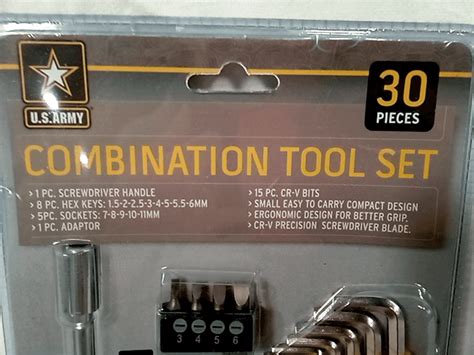 U.S.ARMY
30
PIECES
COMBINATION TOOL SET
> 1 PC. SCREWDRIVER HANDLE
> 8 PC. HEX KEYS: 1.5-2-2.5-3-4-5-5.5-6MM
> 5PC. SOCKETS: 7-8-9-10-11MM
> 1 PC. ADAPTOR
> 15 PC. CR-V BITS
> SMALL EASY TO CARRY COMPACT DESIGN
> ERGONOMIC DESIGN FOR BETTER GRIP.
> CR-V PRECISION SCREWDRIVER BLADE.
3 4 5 6